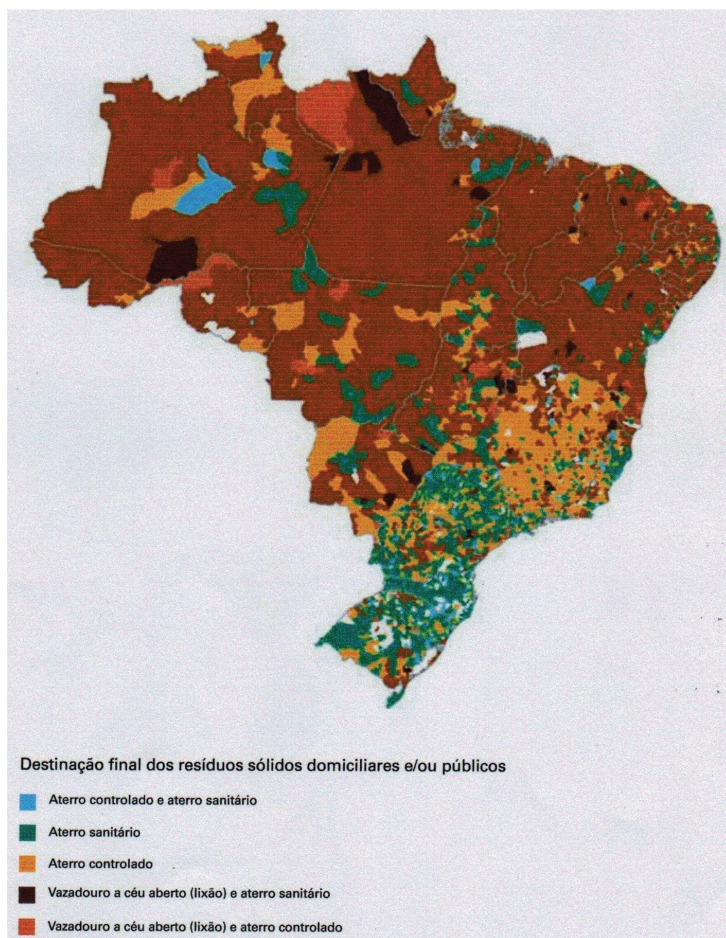 Destinação final dos resíduos sólidos domiciliares e/ou públicos
Aterro controlado e aterro sanitário
Aterro sanitário
Aterro controlado
Vazadouro a céu aberto (lixão) e aterro sanitário
Vazadouro a céu aberto (lixão) e aterro controlado